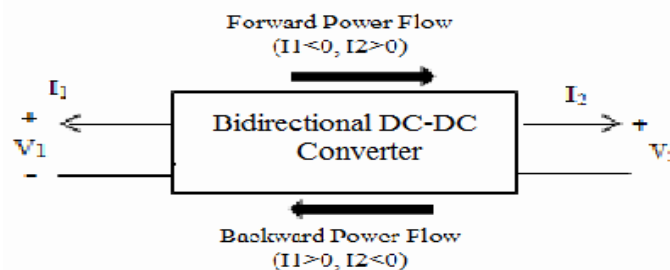 Forward Power Flow
(I1<0, I2>0)
I1
I2
+
V1
-
Bidirectional DC-DC
Converter
+
Backward Power Flow
(I1>0, I2<0)